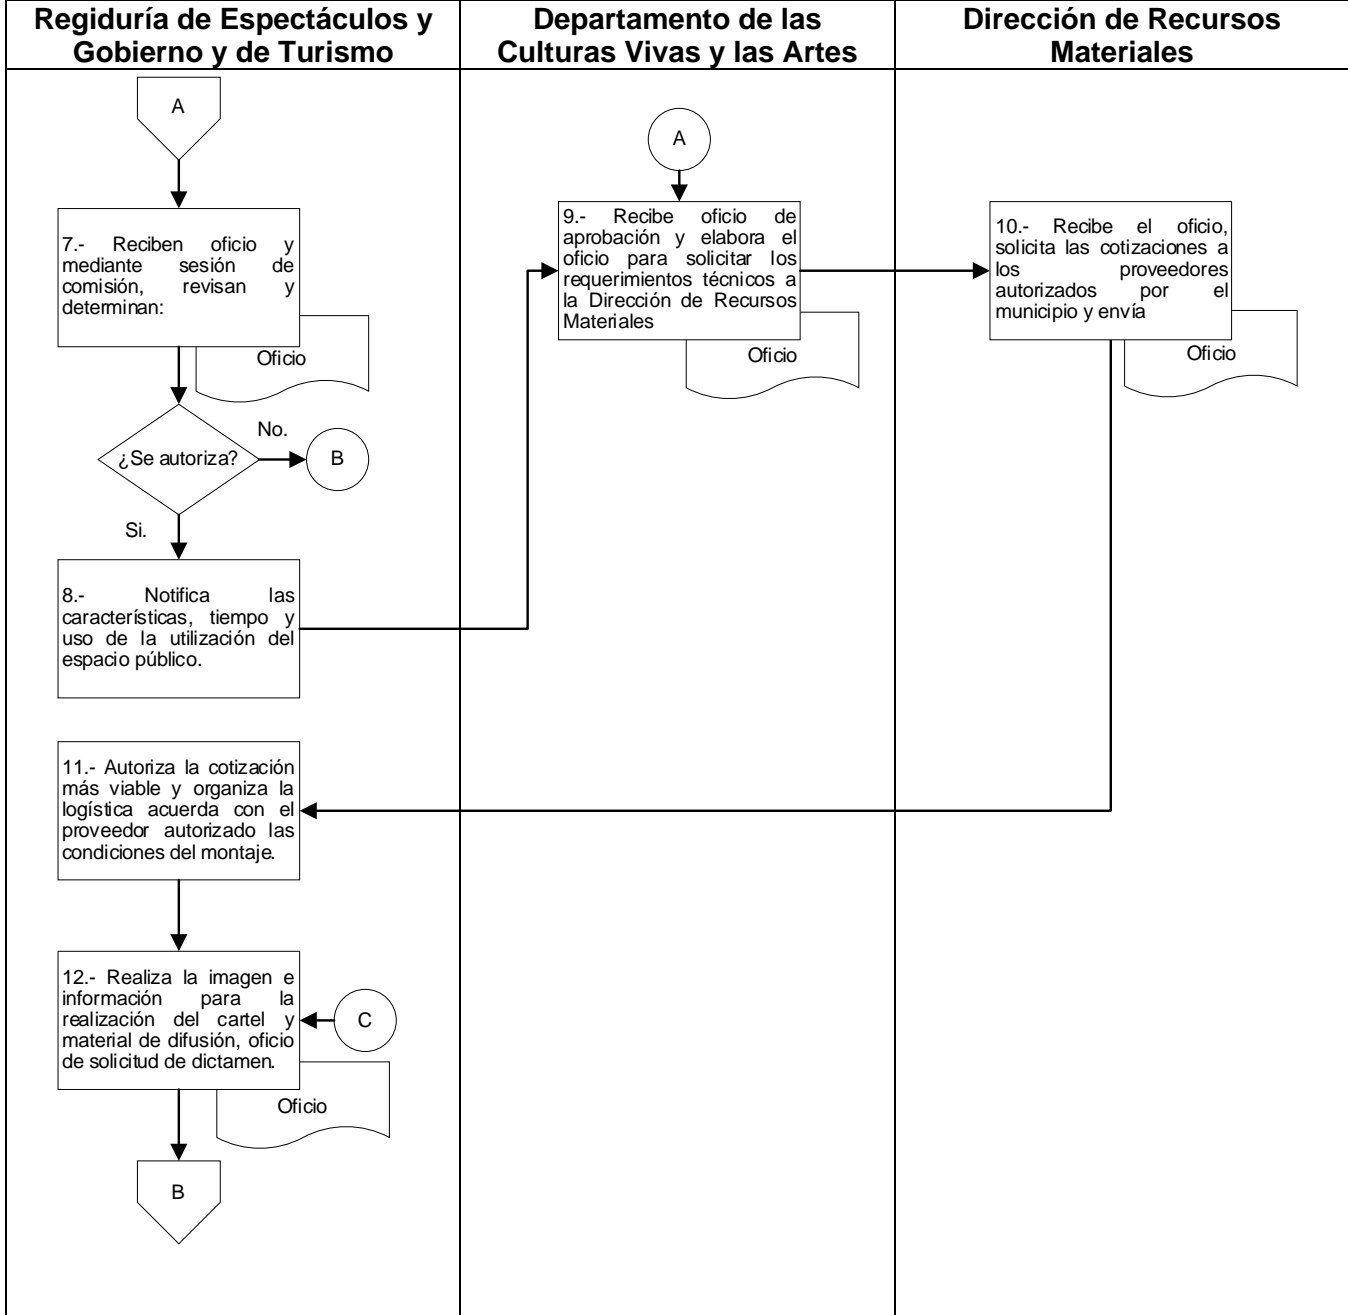 Regiduría de Espectáculos y
Gobierno y de Turismo
Departamento de las
Culturas Vivas y las Artes
Dirección de Recursos
Materiales
A
7.- Reciben oficio y
mediante sesión de
comisión, revisan y
determinan:
Oficio
¿Se autoriza?
No.
B
Si.
8.- Notifica las
características, tiempo y
uso de la utilización del
espacio público.
A
9.- Recibe oficio de
aprobación y elabora el
oficio para solicitar los
requerimientos técnicos a
la Dirección de Recursos
Materiales
Oficio
10.- Recibe el oficio,
solicita las cotizaciones a
los proveedores
autorizados por el
municipio y envía
Oficio
11.- Autoriza la cotización
más viable y organiza la
logística acuerda con el
proveedor autorizado las
condiciones del montaje.
12.- Realiza la imagen e
información para la
realización del cartel y
material de difusión, oficio
de solicitud de dictamen.
C
Oficio
B